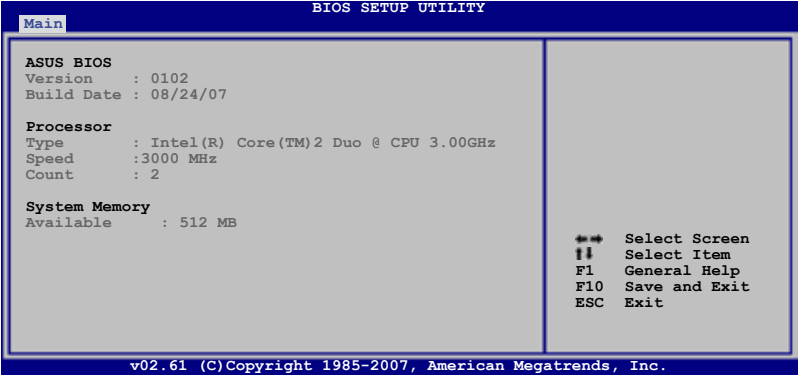 BIOS SETUP UTILITY
Main
ASUS BIOS
Version : 0102
Build Date : 08/24/07
Processor
Type : Intel(R) Core(TM)2 Duo @ CPU 3.00GHz
Speed :3000 MHz
Count : 2
System Memory
Available : 512 MB
←→ Select Screen
↑↓ Select Item
F1 General Help
F10 Save and Exit
ESC Exit
v02.61 (C)Copyright 1985-2007, American Megatrends, Inc.